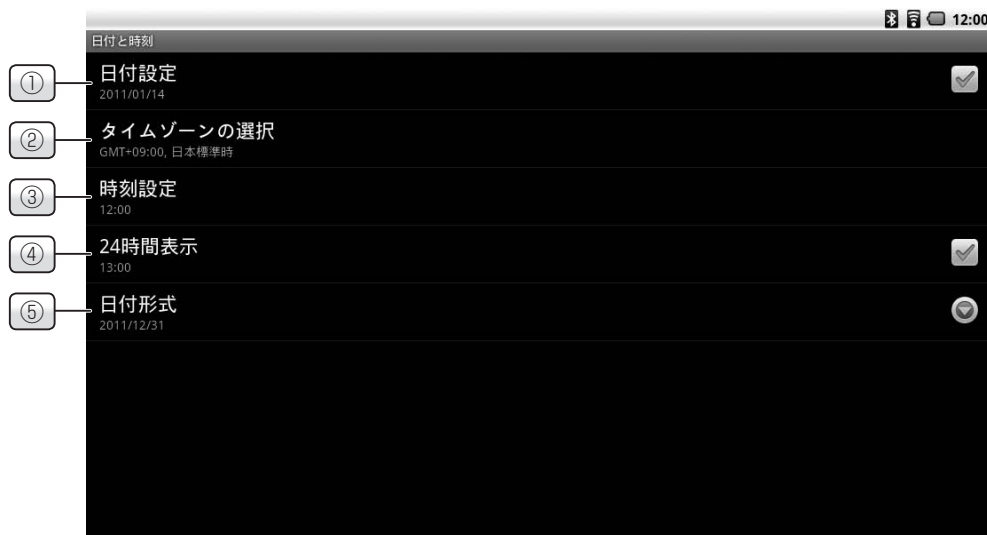 12:00
日付と時刻
① 日付設定
2011/01/14
② タイムゾーンの選択
GMT+09:00, 日本標準時
③ 時刻設定
12:00
④ 24時間表示
13:00
⑤ 日付形式
2011/12/31